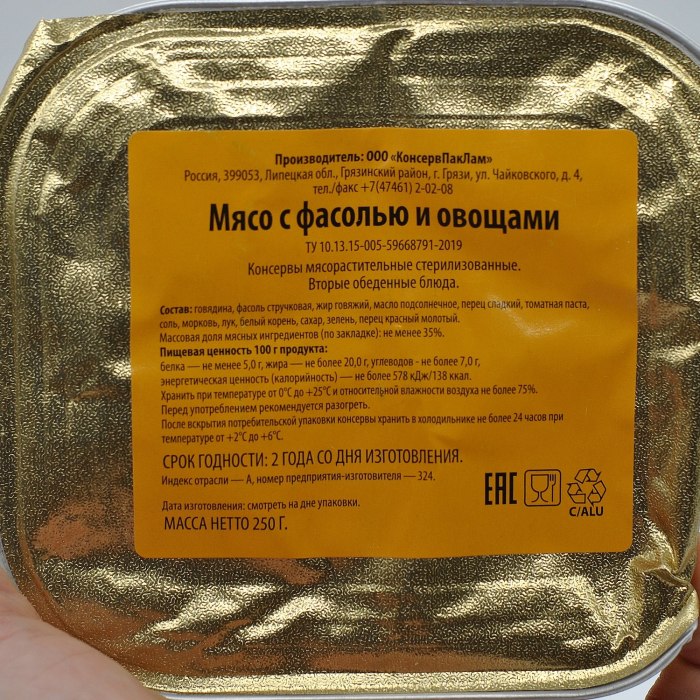 Производитель: ООО «КонсервПакЛам»
Россия, 399053, Липецкая обл., Грязинский район, г. Грязи, ул. Чайковского, д. 4,
тел./факс +7(47461) 2-02-08
Мясо с фасолью и овощами
ТУ 10.13.15-005-59668791-2019
Консервы мясорастительные стерилизованные.
Вторые обеденные блюда.
Состав: говядина, фасоль стручковая, жир говяжий, масло подсолнечное, перец сладкий, томатная паста,
соль, морковь, лук, белый корень, сахар, зелень, перец красный молотый.
Массовая доля мясных ингредиентов (по закладке): не менее 35%.
Пищевая ценность 100 г продукта:
белка — не менее 5,0 г, жира — не более 20,0 г, углеводов - не более 7,0 г,
энергетическая ценность (калорийность) — не более 578 кДж/138 ккал.
Хранить при температуре от 0°С до +25°С и относительной влажности воздуха не более 75%.
Перед употреблением рекомендуется разогреть.
После вскрытия потребительской упаковки консервы хранить в холодильнике не более 24 часов при
температуре от +2°С до +6°С.
СРОК ГОДНОСТИ: 2 ГОДА СО ДНЯ ИЗГОТОВЛЕНИЯ.
Индекс отрасли — А, номер предприятия-изготовителя — 324.
Дата изготовления: смотреть на дне упаковки.
МАССА НЕТТО 250 Г.
ЕАС
C/ALU